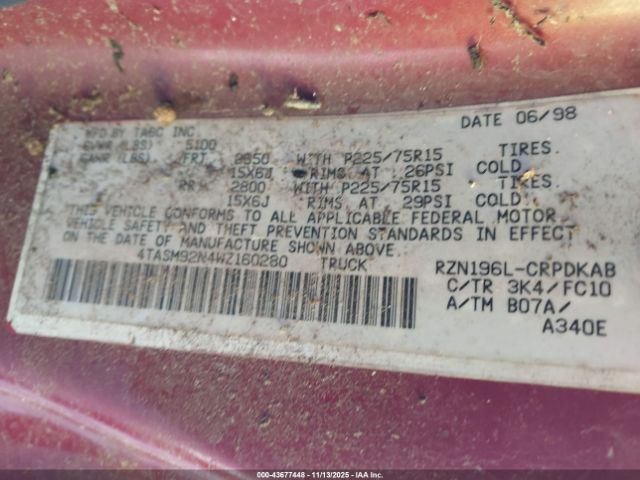 MFD BY TABC INC. DATE 06/98
GVWR (LBS) 5100
GAWR (LBS) FRT 2850 WITH P225/75R15 TIRES.
15X6J RIMS AT 26PSI COLD
RR 2800 WITH P225/75R15 TIRES.
15X6J RIMS AT 29PSI COLD.
THIS VEHICLE CONFORMS TO ALL APPLICABLE FEDERAL MOTOR
VEHICLE SAFETY AND THEFT PREVENTION STANDARDS IN EFFECT
ON THE DATE OF MANUFACTURE SHOWN ABOVE.
4TASM92N4WZ160280 TRUCK RZN196L-CRPDKAB
C/TR 3K4/FC10
A/TM B07A/
A340E
000-43677448 11/13/2025 IAA Inc.